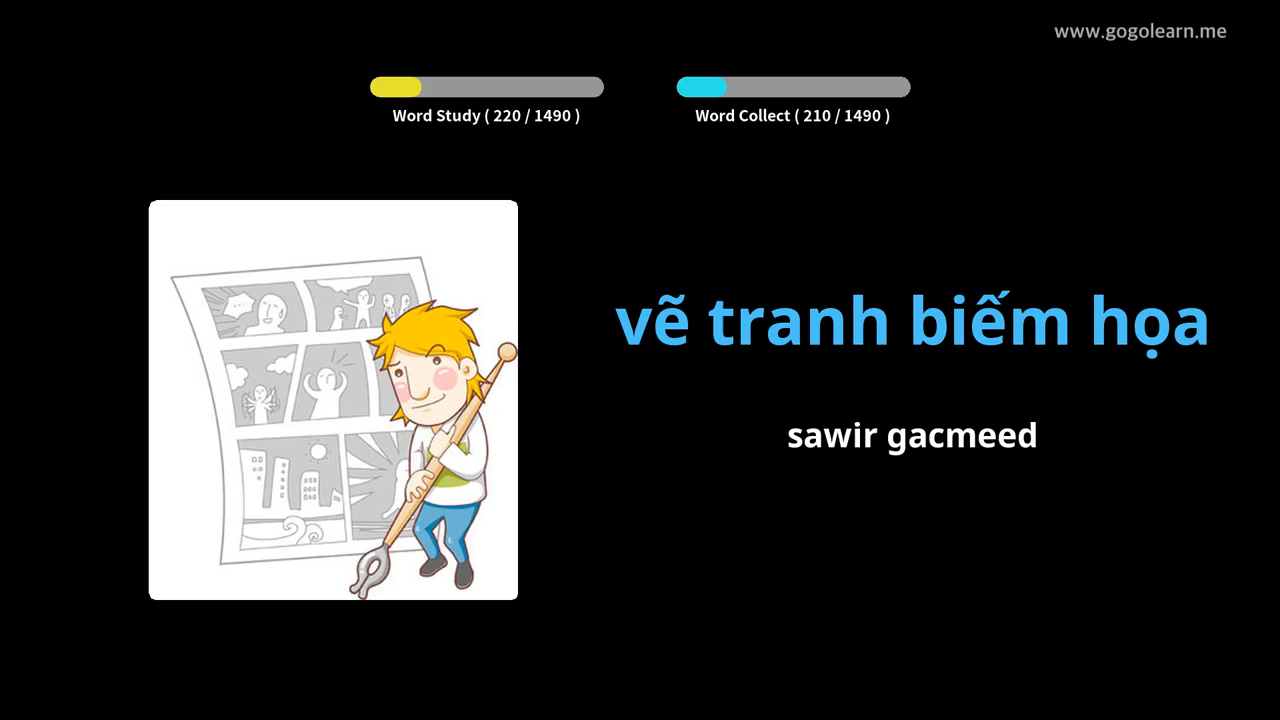 www.gogolearn.me
Word Study ( 220 / 1490 )
Word Collect ( 210 / 1490 )
vẽ tranh biếm họa
sawir gacmeed